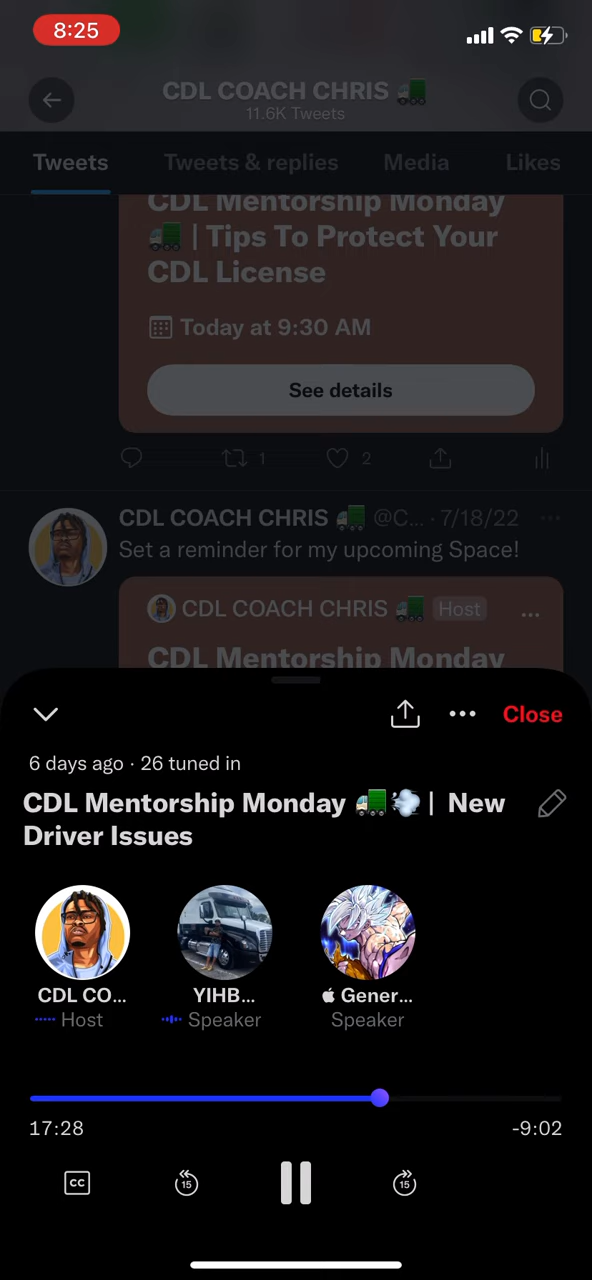 8:25
CDL COACH CHRIS 🚛
11.6K Tweets
Tweets
Tweets & replies
Media
Likes
CDL Mentorship Monday
🚛 | Tips To Protect Your
CDL License
Today at 9:30 AM
See details
1
2
CDL COACH CHRIS 🚛 @C... · 7/18/22
Set a reminder for my upcoming Space!
CDL COACH CHRIS 🚛 Host
CDL Mentorship Monday
Close
6 days ago · 26 tuned in
CDL Mentorship Monday 🚛💨 | New
Driver Issues
CDL CO...
Host
YIHB...
Speaker
Gener...
Speaker
17:28
-9:02
CC
15
15